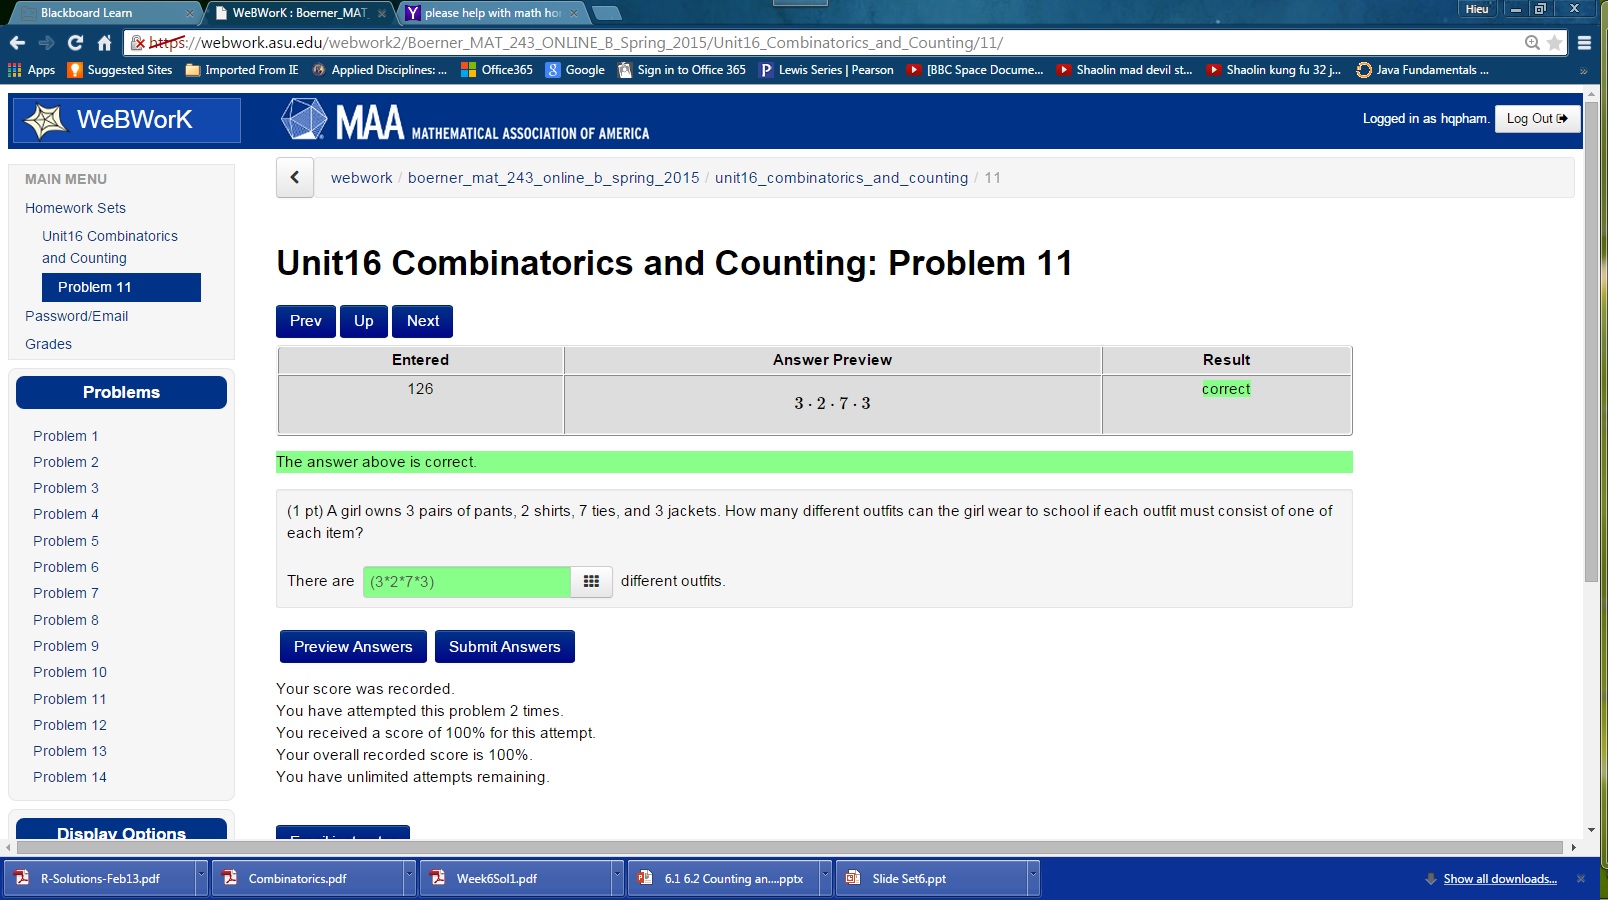 Blackboard Learn
WeBWorK : Boerner_MAT_
please help with math ho
Hieu
https://webwork.asu.edu/webwork2/Boerner_MAT_243_ONLINE_B_Spring_2015/Unit16_Combinatorics_and_Counting/11/
Apps
Suggested Sites
Imported From IE
Applied Disciplines: ...
Office365
Google
Sign in to Office 365
Lewis Series | Pearson
[BBC Space Docume...
Shaolin mad devil st...
Shaolin kung fu 32 j...
Java Fundamentals ...
WeBWorK
MAA MATHEMATICAL ASSOCIATION OF AMERICA
Logged in as hqpham.
Log Out
MAIN MENU
Homework Sets
Unit16 Combinatorics
and Counting
Problem 11
Password/Email
Grades
Problems
Problem 1
Problem 2
Problem 3
Problem 4
Problem 5
Problem 6
Problem 7
Problem 8
Problem 9
Problem 10
Problem 11
Problem 12
Problem 13
Problem 14
Display Options
webwork / boerner_mat_243_online_b_spring_2015 / unit16_combinatorics_and_counting / 11
Unit16 Combinatorics and Counting: Problem 11
Prev
Up
Next
Entered Answer Preview Result
126 3 · 2 · 7 · 3 correct
The answer above is correct.
(1 pt) A girl owns 3 pairs of pants, 2 shirts, 7 ties, and 3 jackets. How many different outfits can the girl wear to school if each outfit must consist of one of
each item?
There are (3*2*7*3) different outfits.
Preview Answers
Submit Answers
Your score was recorded.
You have attempted this problem 2 times.
You received a score of 100% for this attempt.
Your overall recorded score is 100%.
You have unlimited attempts remaining.
R-Solutions-Feb13.pdf
Combinatorics.pdf
Week6Sol1.pdf
6.1 6.2 Counting an....pptx
Slide Set6.ppt
Show all downloads...